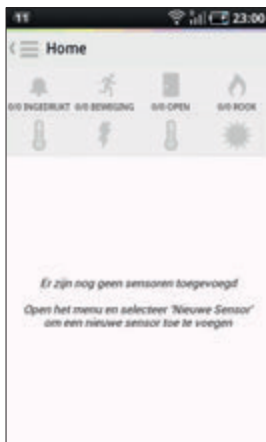 11 23:00
Home
0/0 INGEDRUKT 0/0 BEWEGING 0/0 OPEN 0/0 ROOK
Er zijn nog geen sensoren toegevoegd
Open het menu en selecteer 'Nieuwe Sensor'
om een nieuwe sensor toe te voegen